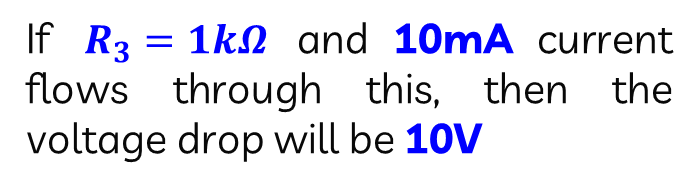 If R₃ = 1kΩ and 10mA current
flows through this, then the
voltage drop will be 10V